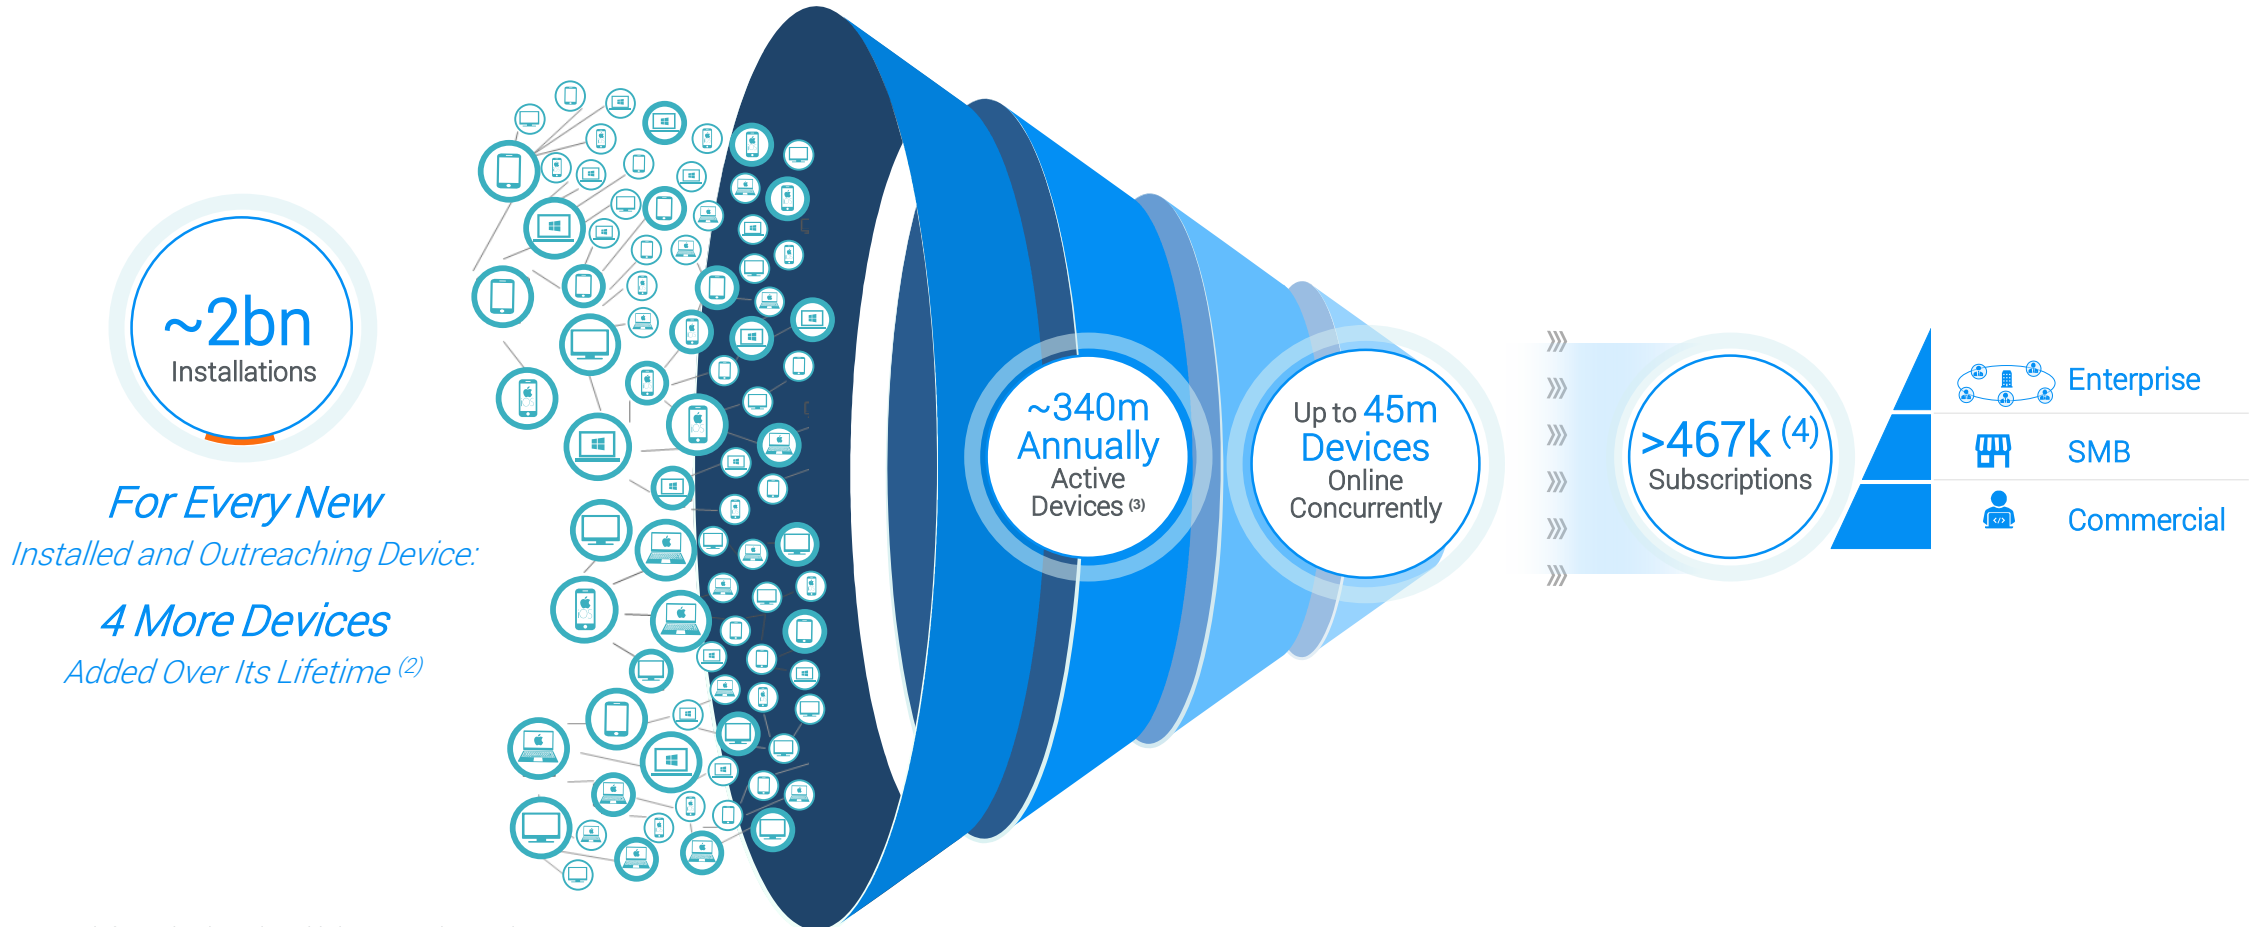 ~2bn
Installations
For Every New
Installed and Outreaching Device:
4 More Devices
Added Over Its Lifetime (2)
~340m
Annually
Active
Devices (3)
Up to 45m
Devices
Online
Concurrently
>467k (4)
Subscriptions
Enterprise
SMB
Commercial